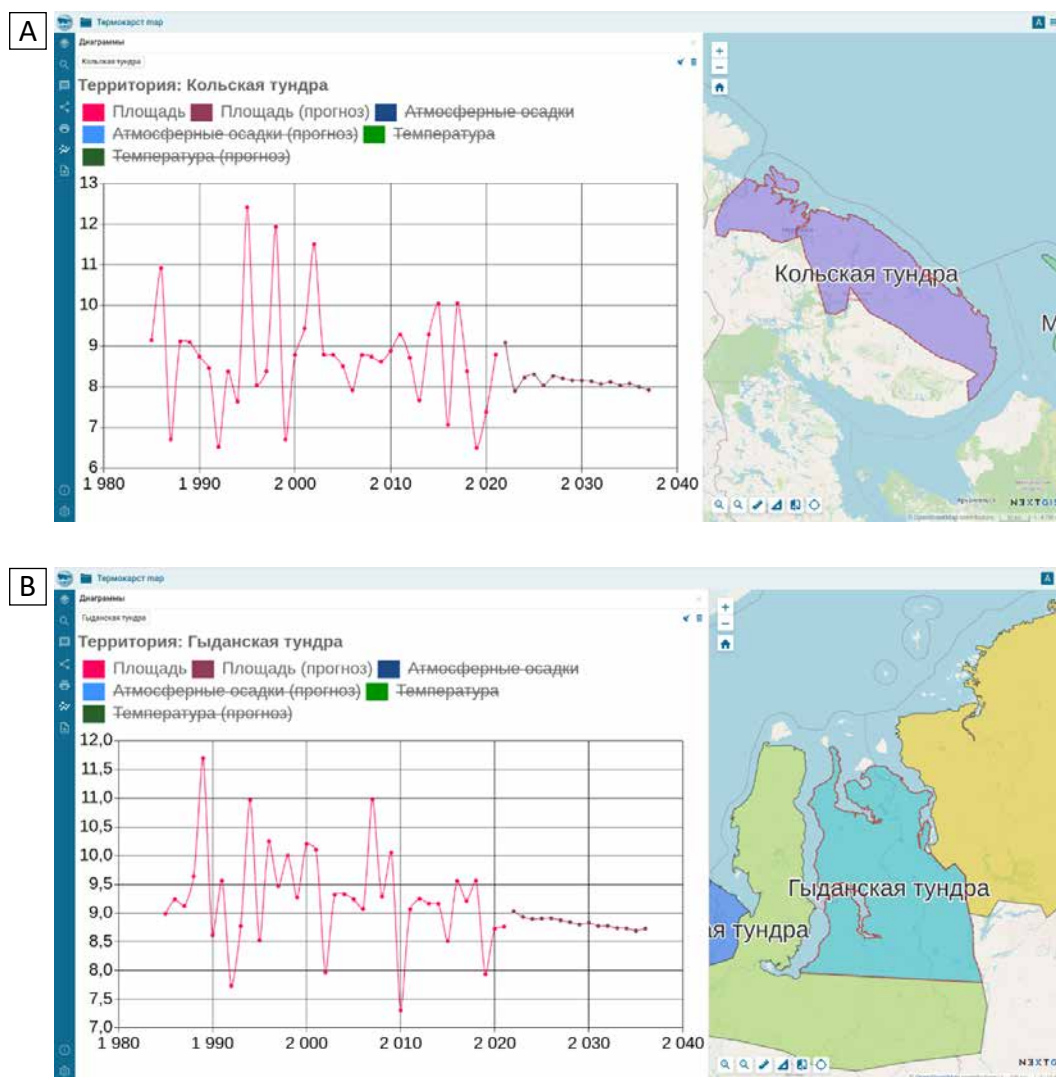 A
Термокарст map
A
Диаграммы
Кольская тундра
Территория: Кольская тундра
Площадь Площадь (прогноз) Атмосферные осадки
Атмосферные осадки (прогноз) Температура
Температура (прогноз)
13
12
11
10
9
8
7
6
1 980 1 990 2 000 2 010 2 020 2 030 2 040
+
−
Кольская тундра
М
Архангельск
NEXTGIS
B
Термокарст map
A
Диаграммы
Гыданская тундра
Территория: Гыданская тундра
Площадь Площадь (прогноз) Атмосферные осадки
Атмосферные осадки (прогноз) Температура
Температура (прогноз)
12,0
11,5
11,0
10,5
10,0
9,5
9,0
8,5
8,0
7,5
7,0
1 980 1 990 2 000 2 010 2 020 2 030 2 040
+
−
Гыданская тундра
ая тундра
NEXTG